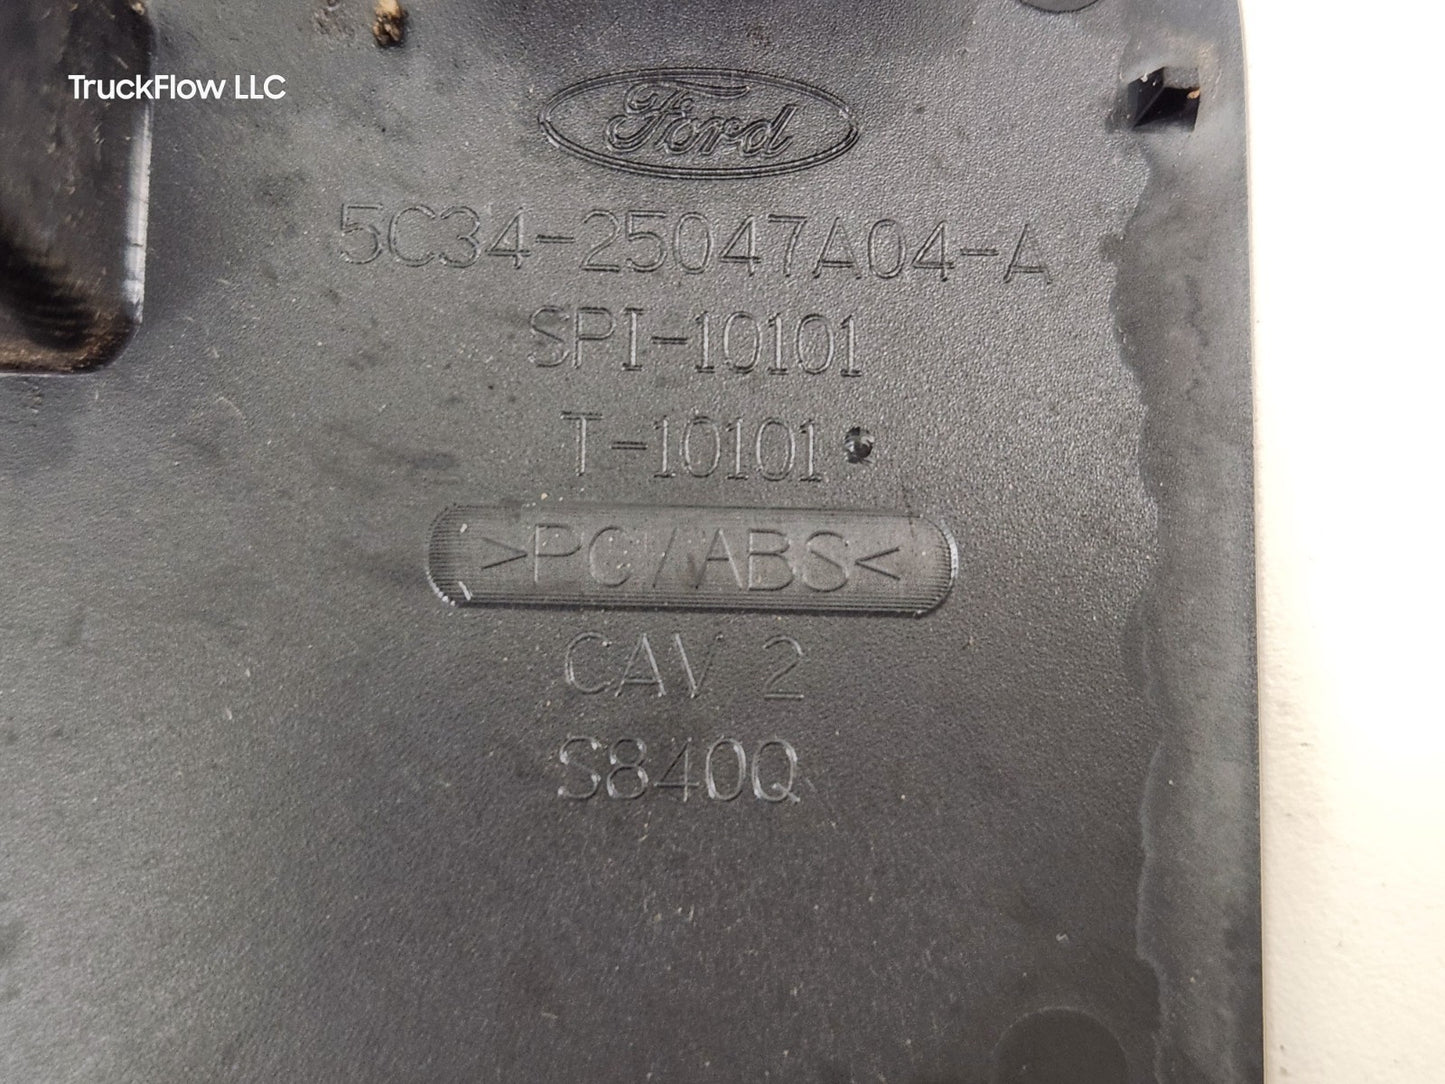 TruckFlow LLC
Ford
5C34-25047A04-A
SPI-10101
T-10101
>PC/ABS<
CAV 2
S840Q